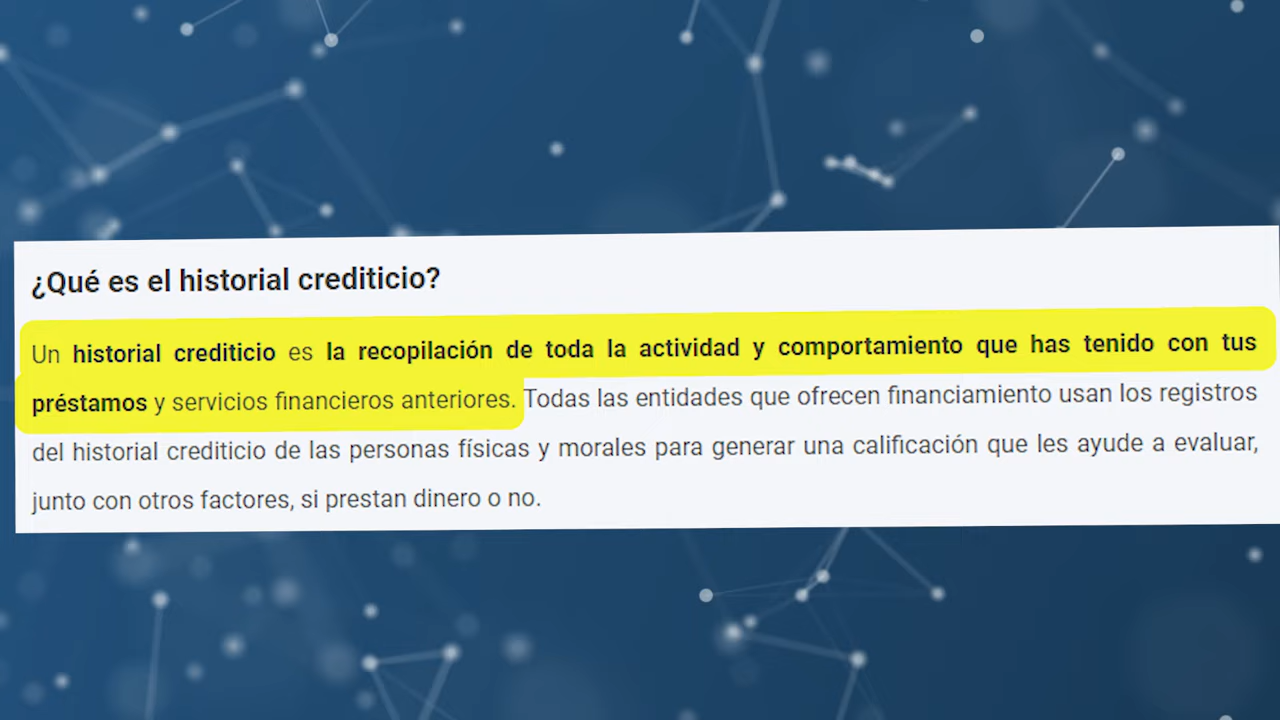 ¿Qué es el historial crediticio?
Un historial crediticio es la recopilación de toda la actividad y comportamiento que has tenido con tus
préstamos y servicios financieros anteriores. Todas las entidades que ofrecen financiamiento usan los registros
del historial crediticio de las personas físicas y morales para generar una calificación que les ayude a evaluar,
junto con otros factores, si prestan dinero o no.